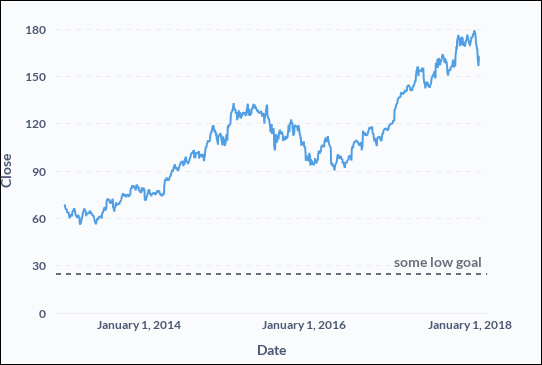 180
150
120
90
60
30
0
Close
some low goal
January 1, 2014
January 1, 2016
January 1, 2018
Date